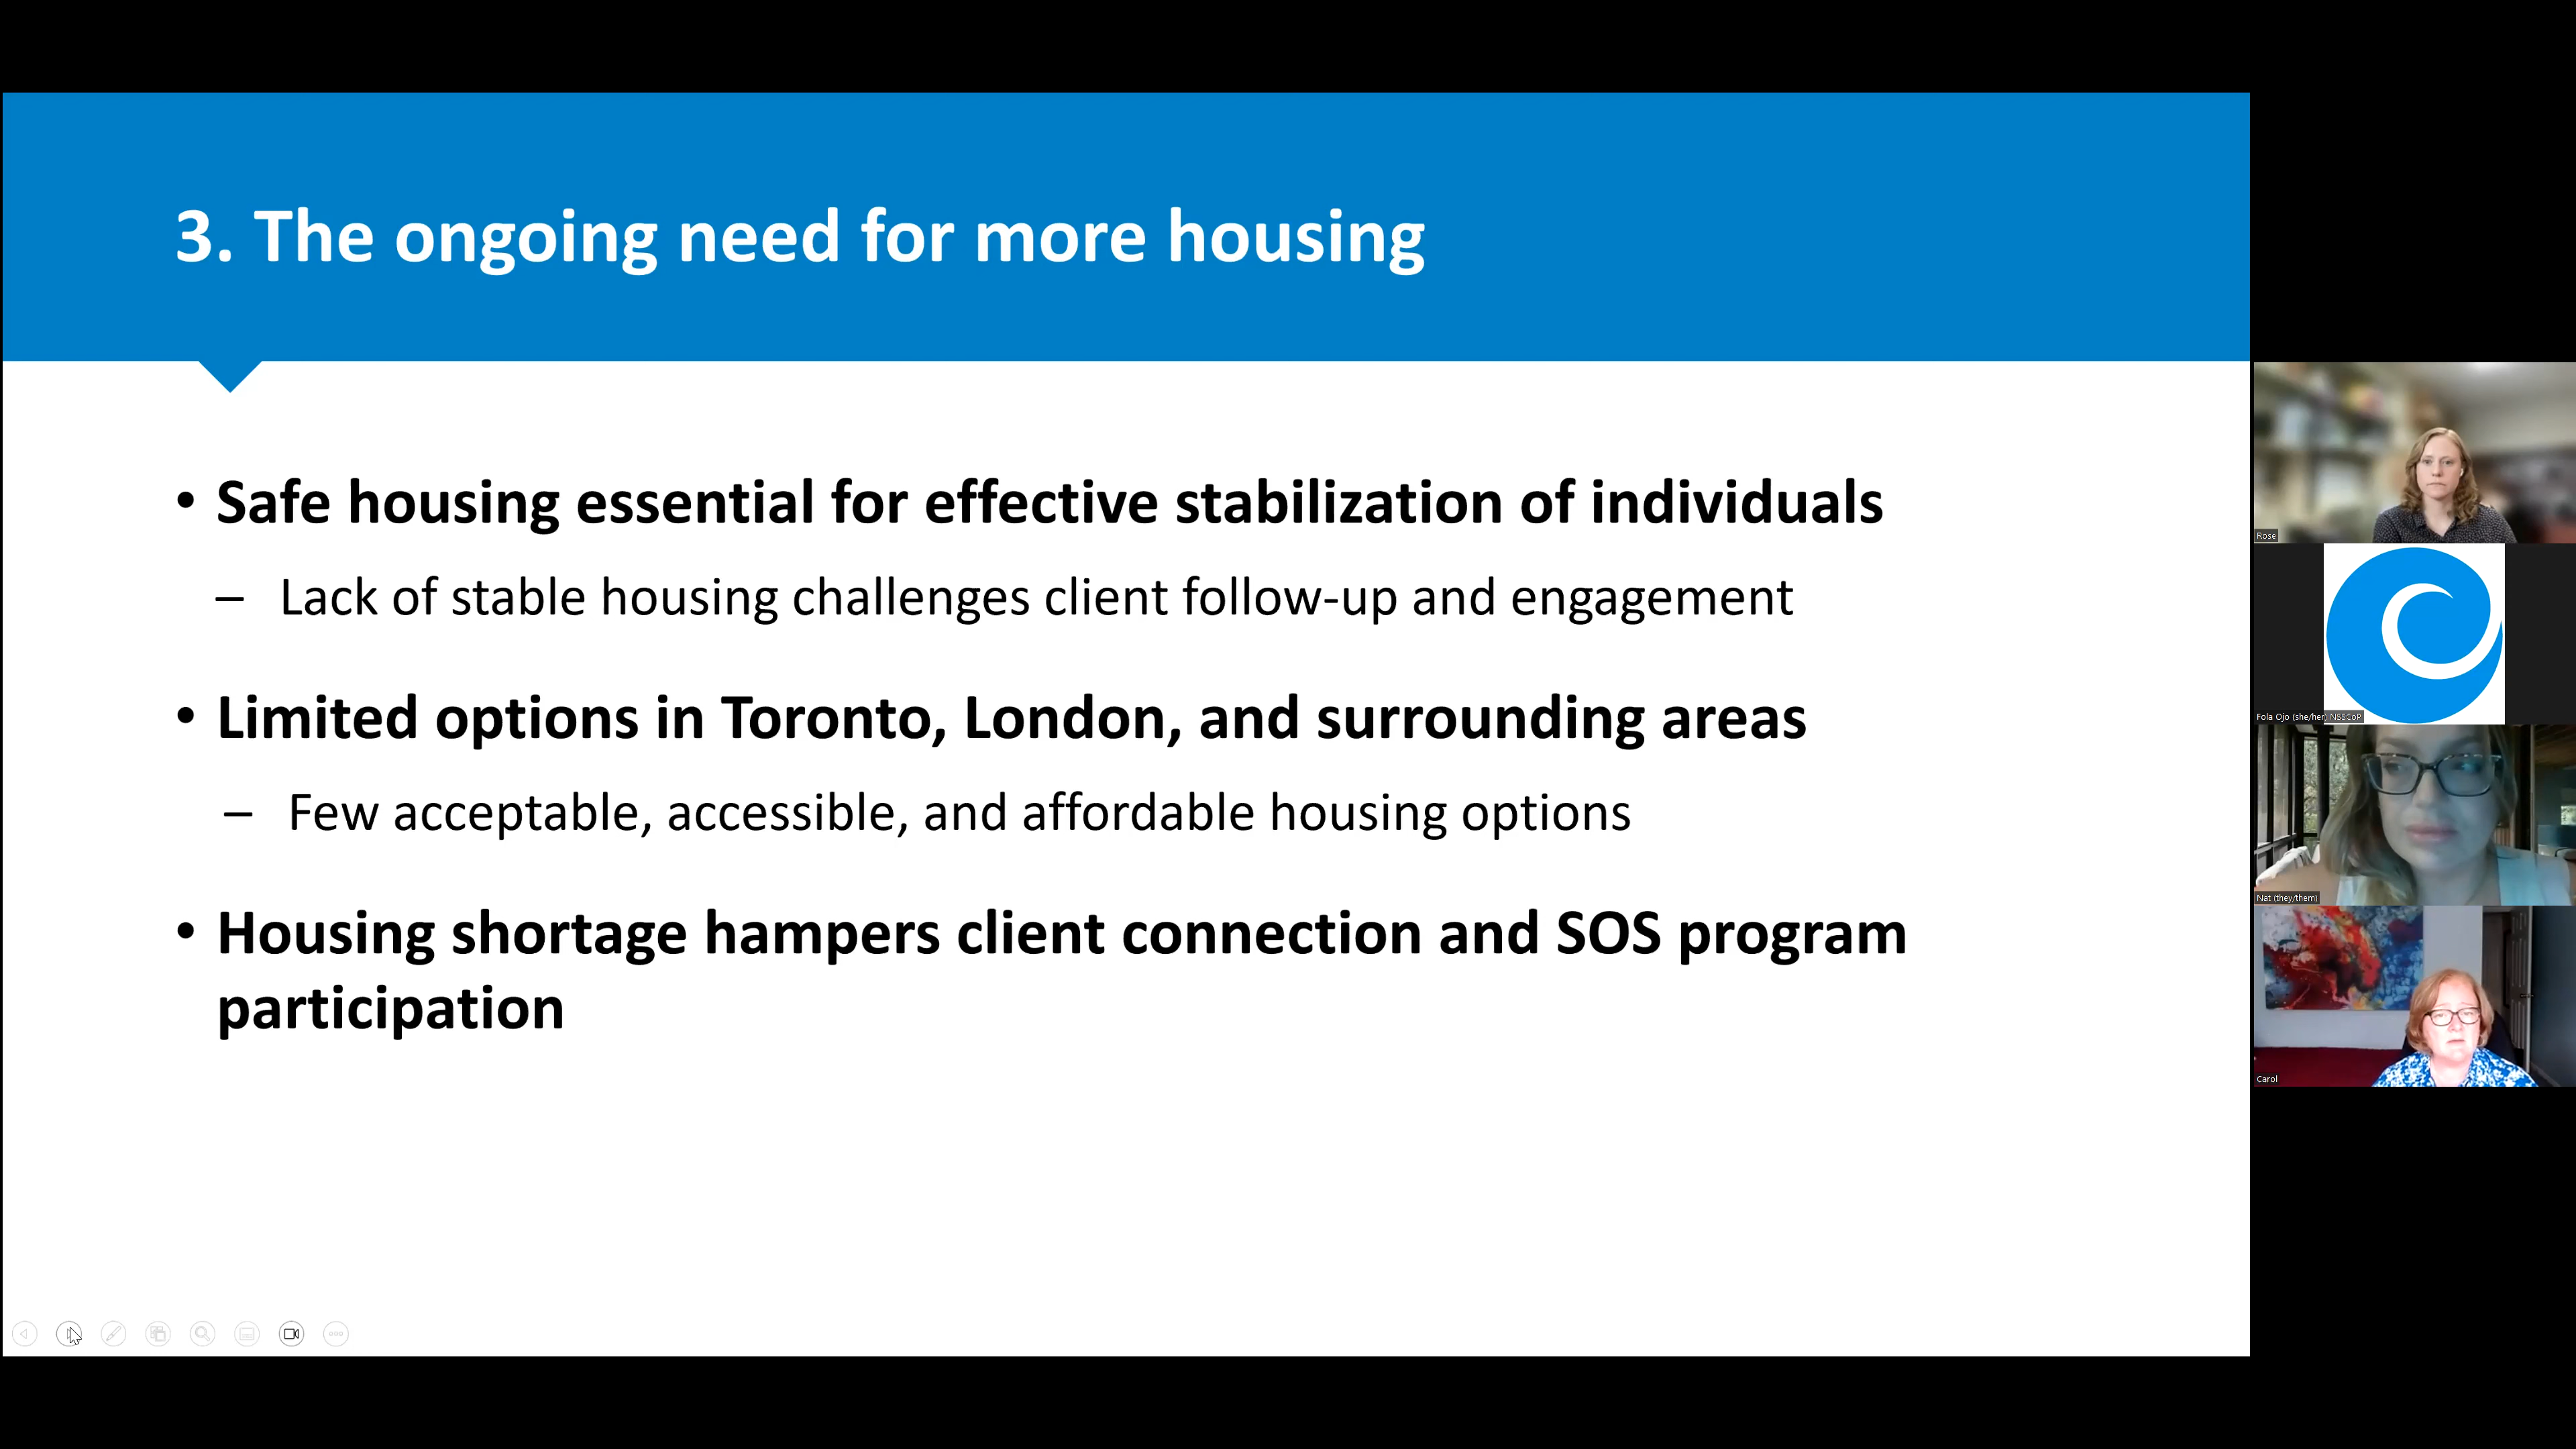 3. The ongoing need for more housing
• Safe housing essential for effective stabilization of individuals
– Lack of stable housing challenges client follow-up and engagement
• Limited options in Toronto, London, and surrounding areas
– Few acceptable, accessible, and affordable housing options
• Housing shortage hampers client connection and SOS program
participation
Rose
Fola Ojo (she/her) NSSCoP
Nat (they/them)
Carol